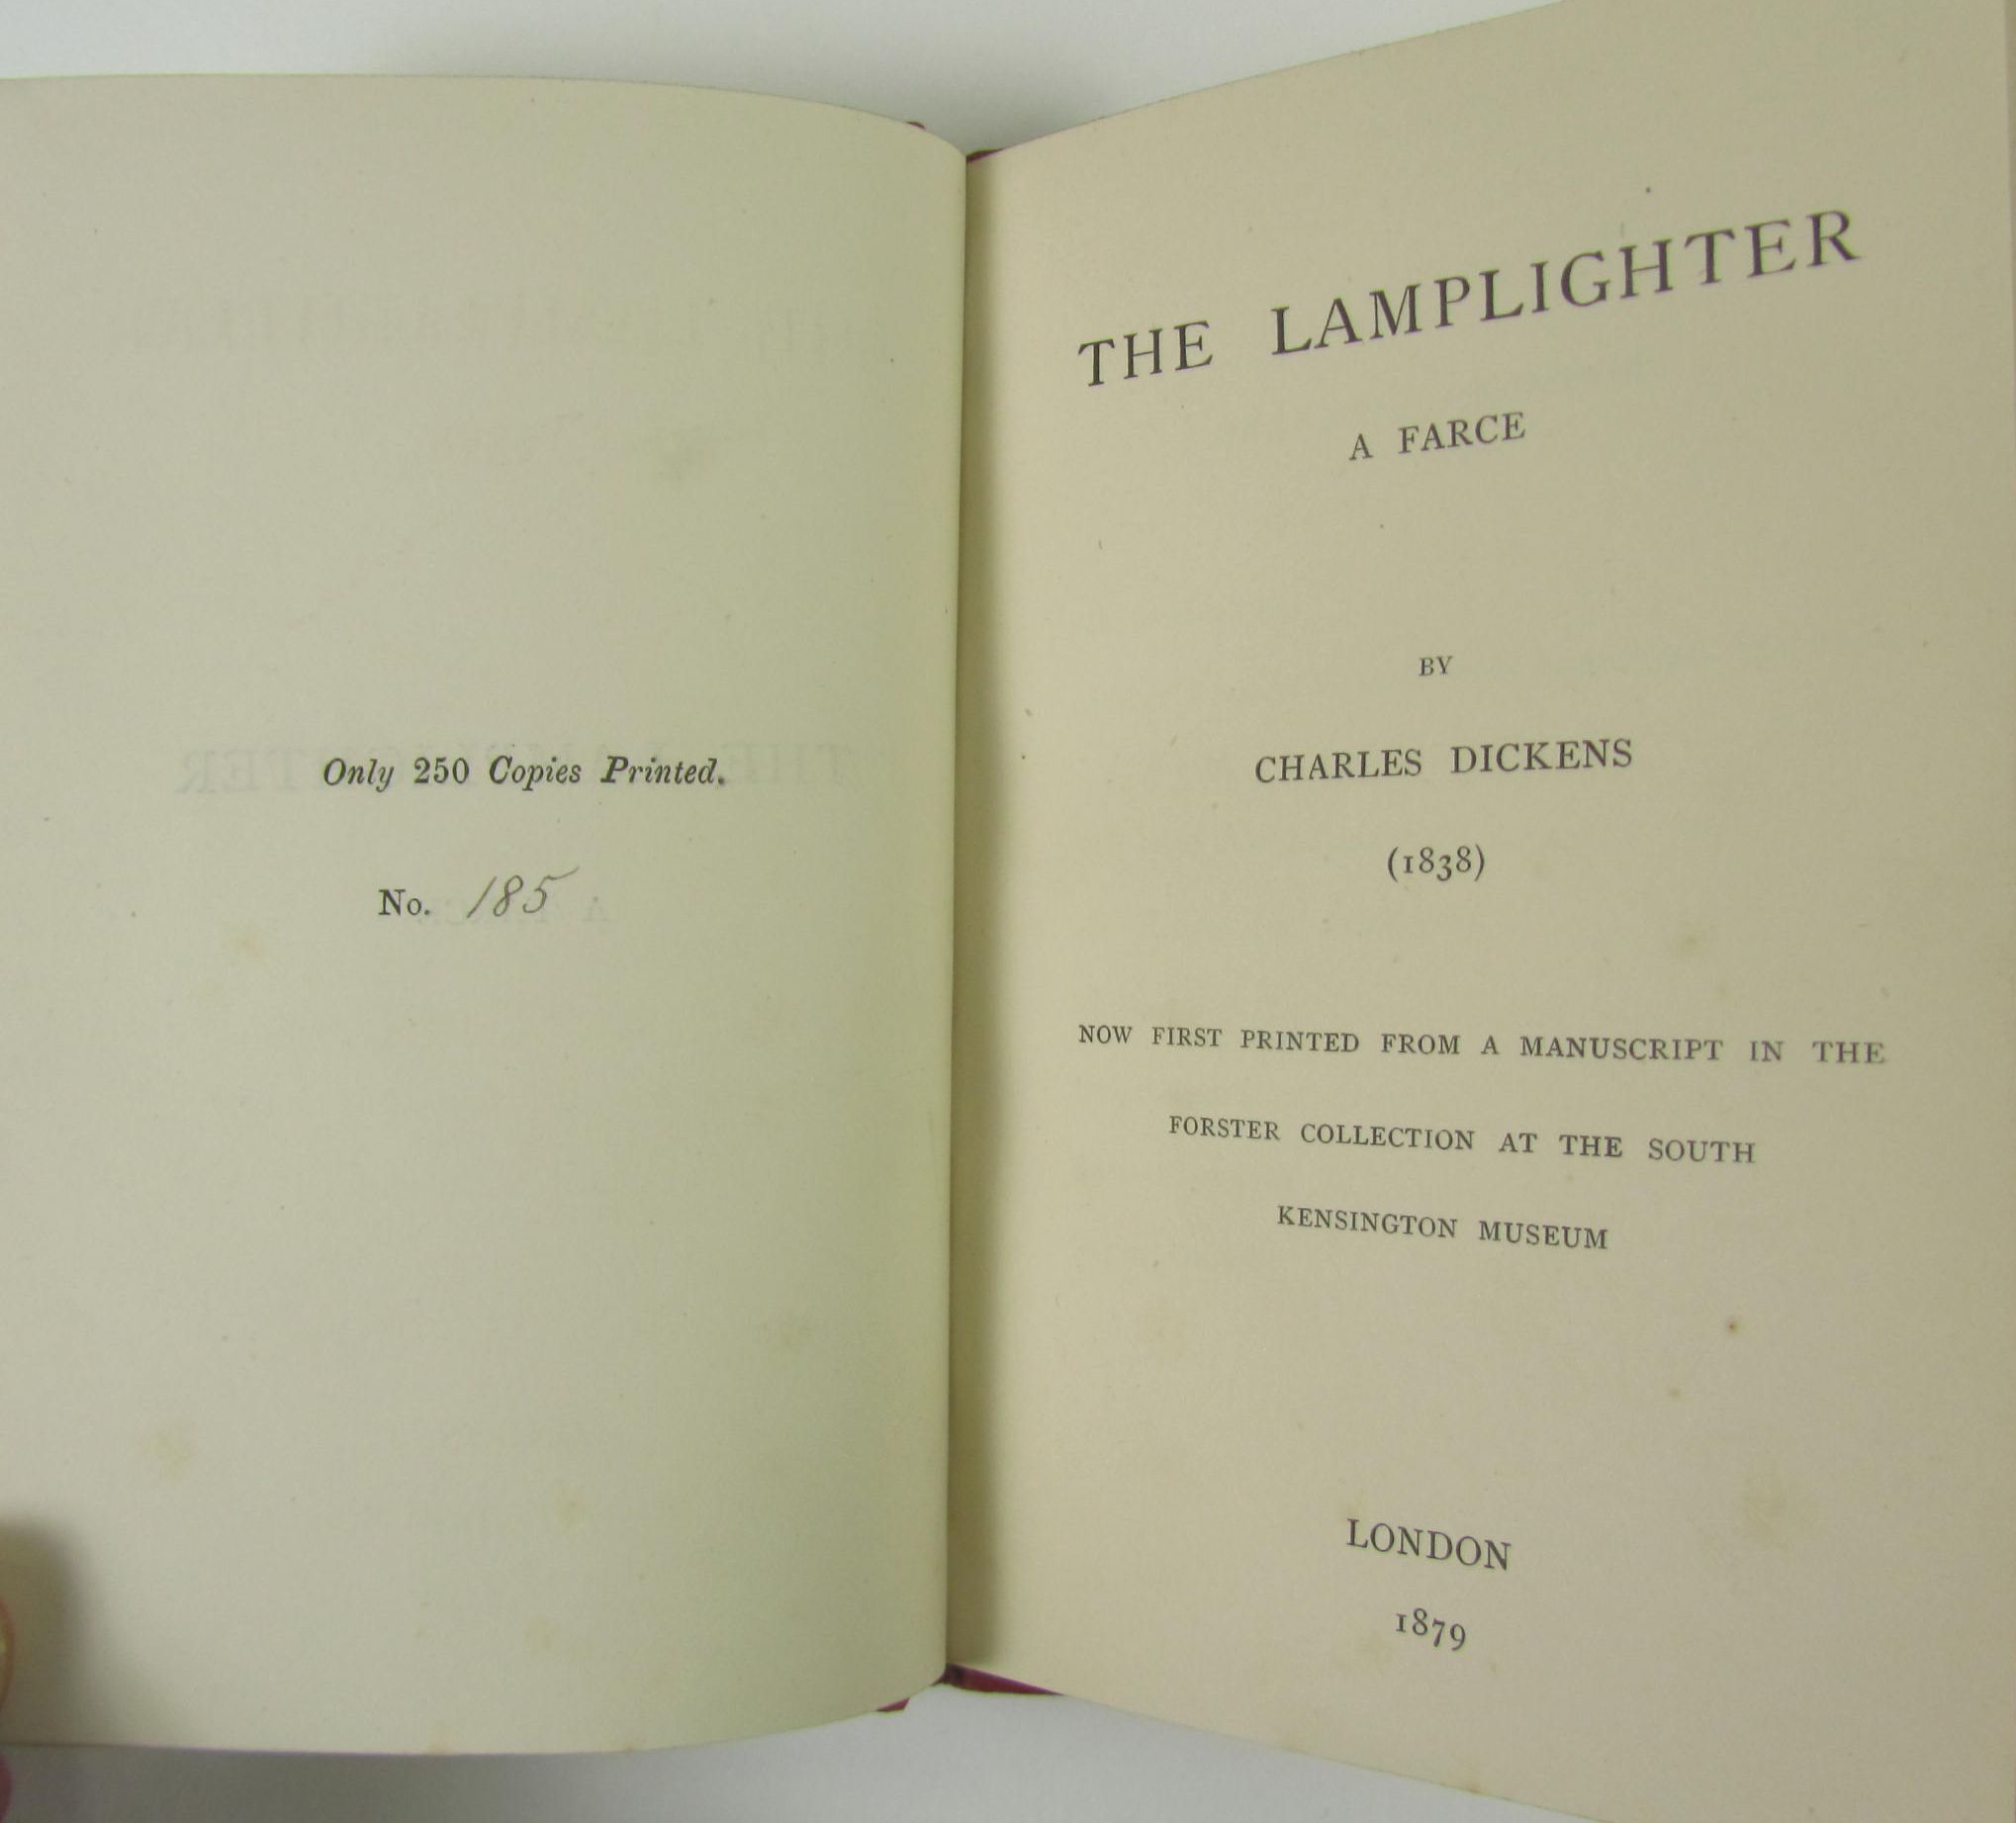 Only 250 Copies Printed.
No. 185
THE LAMPLIGHTER
A FARCE
BY
CHARLES DICKENS
(1838)
NOW FIRST PRINTED FROM A MANUSCRIPT IN THE
FORSTER COLLECTION AT THE SOUTH
KENSINGTON MUSEUM
LONDON
1879